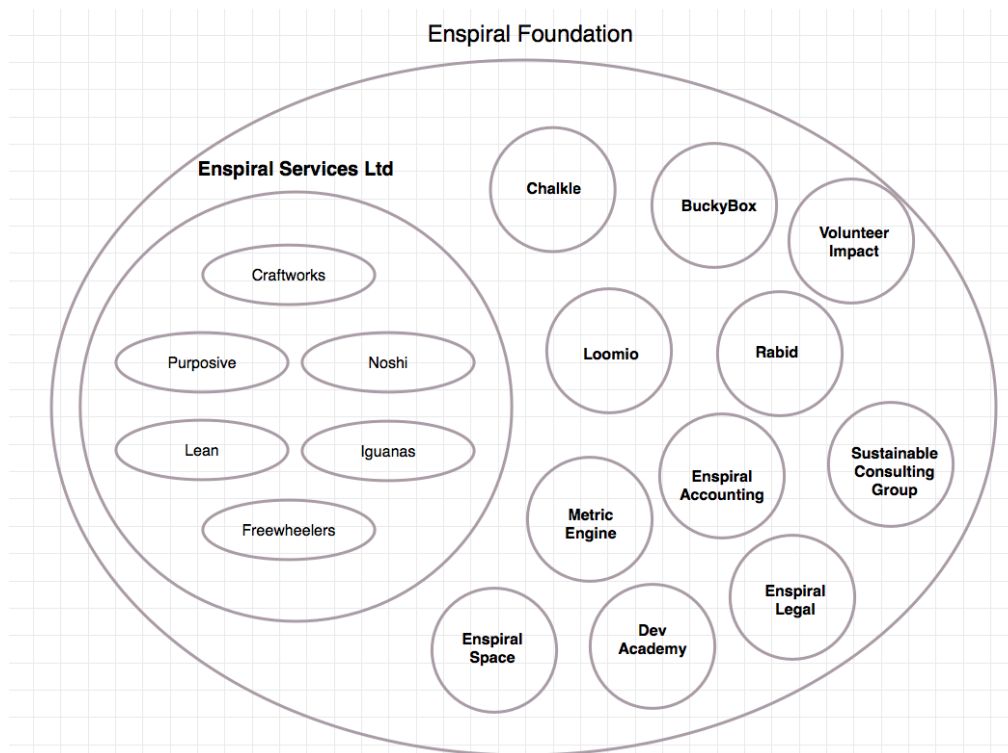 Enspiral Foundation
Enspiral Services Ltd
Craftworks
Purposive
Noshi
Lean
Iguanas
Freewheelers
Chalkle
BuckyBox
Volunteer
Impact
Loomio
Rabid
Enspiral
Accounting
Sustainable
Consulting
Group
Metric
Engine
Enspiral
Legal
Enspiral
Space
Dev
Academy